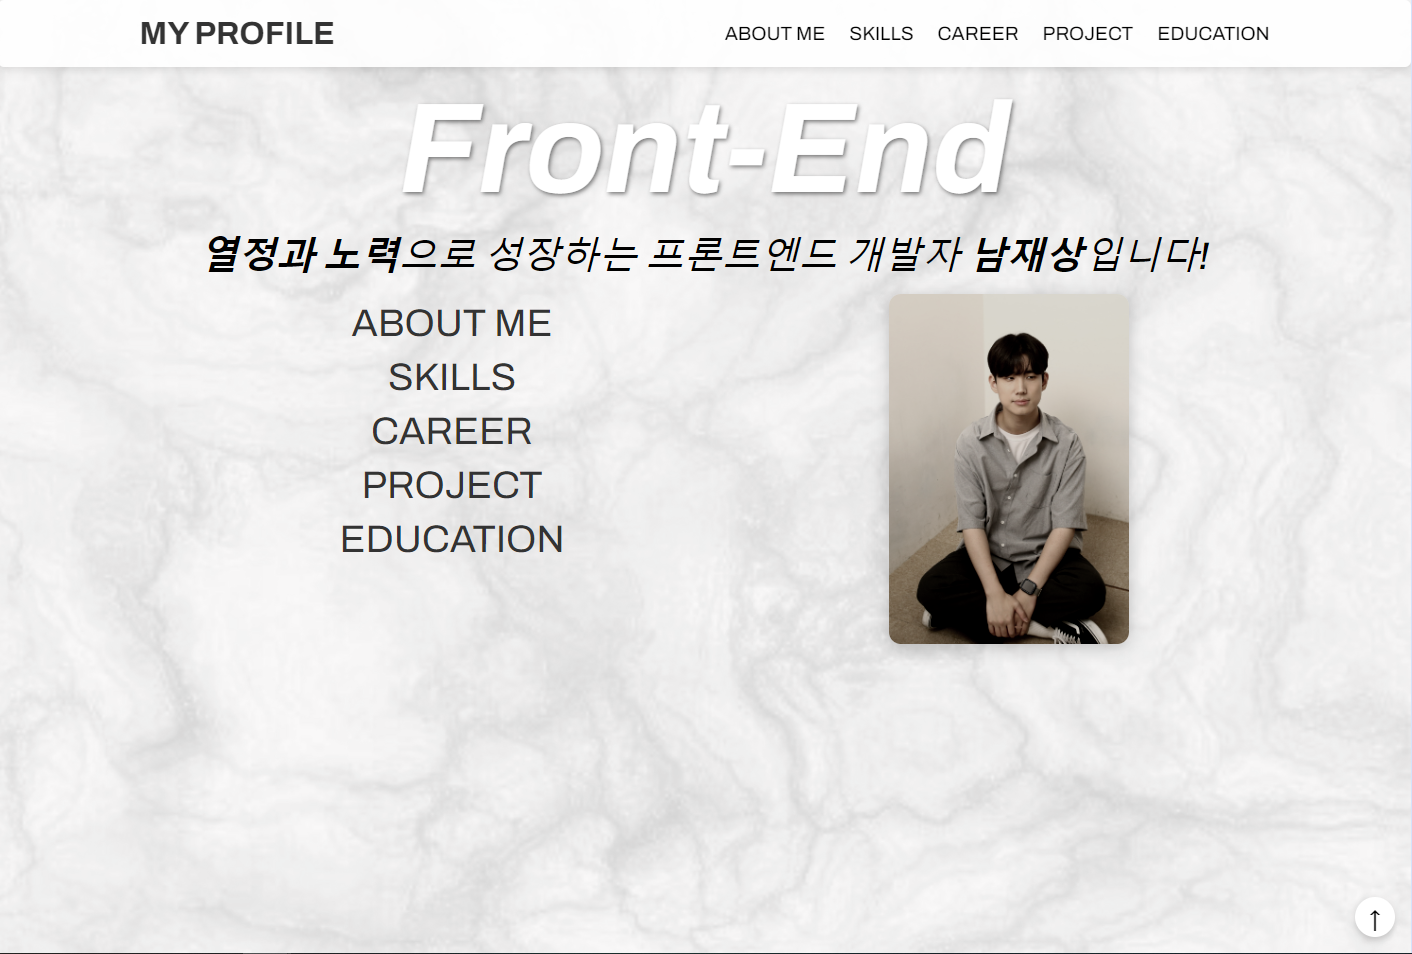 MY PROFILE
ABOUT ME SKILLS CAREER PROJECT EDUCATION
Front-End
열정과 노력으로 성장하는 프론트엔드 개발자 남재상입니다!
ABOUT ME
SKILLS
CAREER
PROJECT
EDUCATION
↑